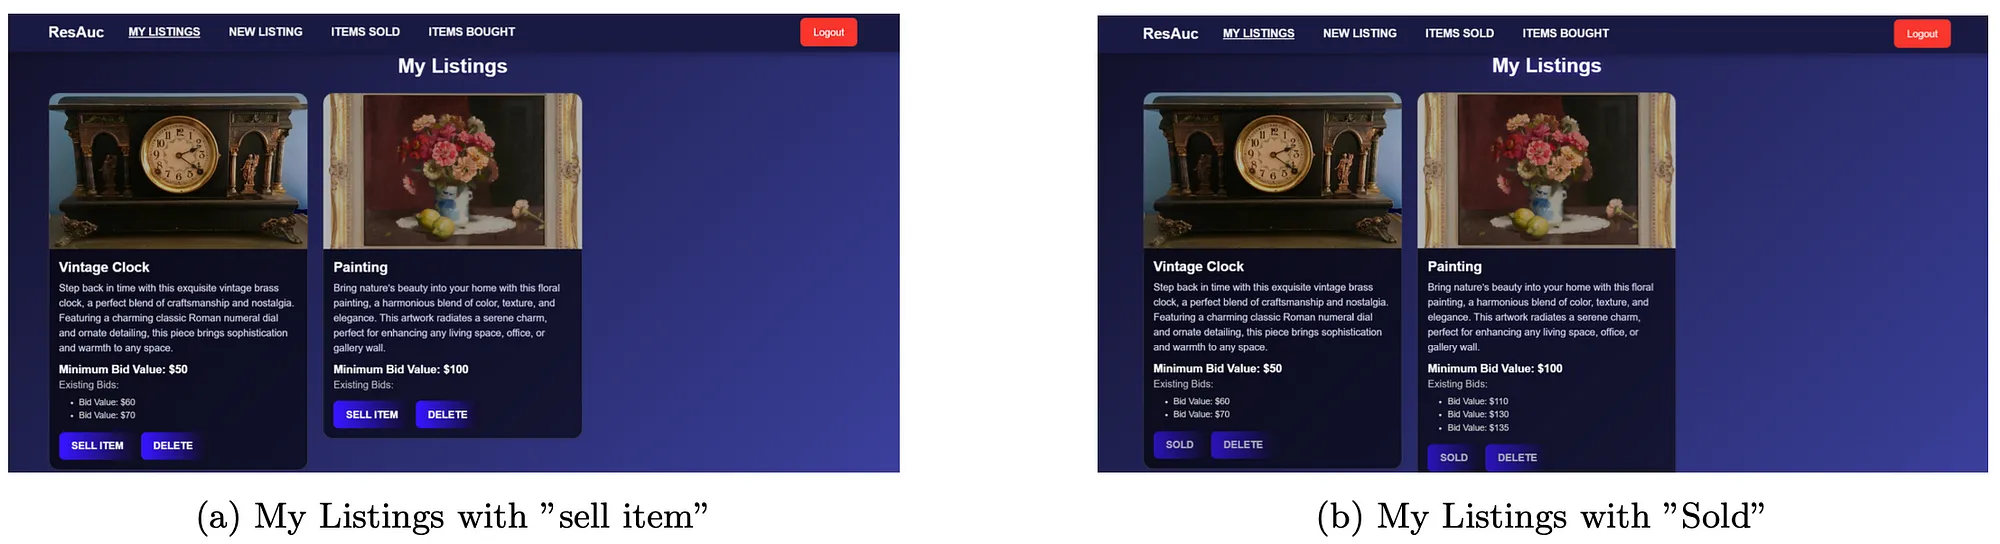 ResAuc MY LISTINGS NEW LISTING ITEMS SOLD ITEMS BOUGHT Logout
My Listings
Vintage Clock
Step back in time with this exquisite vintage brass
clock, a perfect blend of craftsmanship and nostalgia.
Featuring a charming classic Roman numeral dial
and ornate detailing, this piece brings sophistication
and warmth to any space.
Minimum Bid Value: $50
Existing Bids:
• Bid Value: $60
• Bid Value: $70
SELL ITEM DELETE
Painting
Bring nature's beauty into your home with this floral
painting, a harmonious blend of color, texture, and
elegance. This artwork radiates a serene charm,
perfect for enhancing any living space, office, or
gallery wall.
Minimum Bid Value: $100
Existing Bids:
SELL ITEM DELETE
(a) My Listings with "sell item"
ResAuc MY LISTINGS NEW LISTING ITEMS SOLD ITEMS BOUGHT Logout
My Listings
Vintage Clock
Step back in time with this exquisite vintage brass
clock, a perfect blend of craftsmanship and nostalgia.
Featuring a charming classic Roman numeral dial
and ornate detailing, this piece brings sophistication
and warmth to any space.
Minimum Bid Value: $50
Existing Bids:
• Bid Value: $60
• Bid Value: $70
SOLD DELETE
Painting
Bring nature's beauty into your home with this floral
painting, a harmonious blend of color, texture, and
elegance. This artwork radiates a serene charm,
perfect for enhancing any living space, office, or
gallery wall.
Minimum Bid Value: $100
Existing Bids:
• Bid Value: $110
• Bid Value: $130
• Bid Value: $135
SOLD DELETE
(b) My Listings with "Sold"